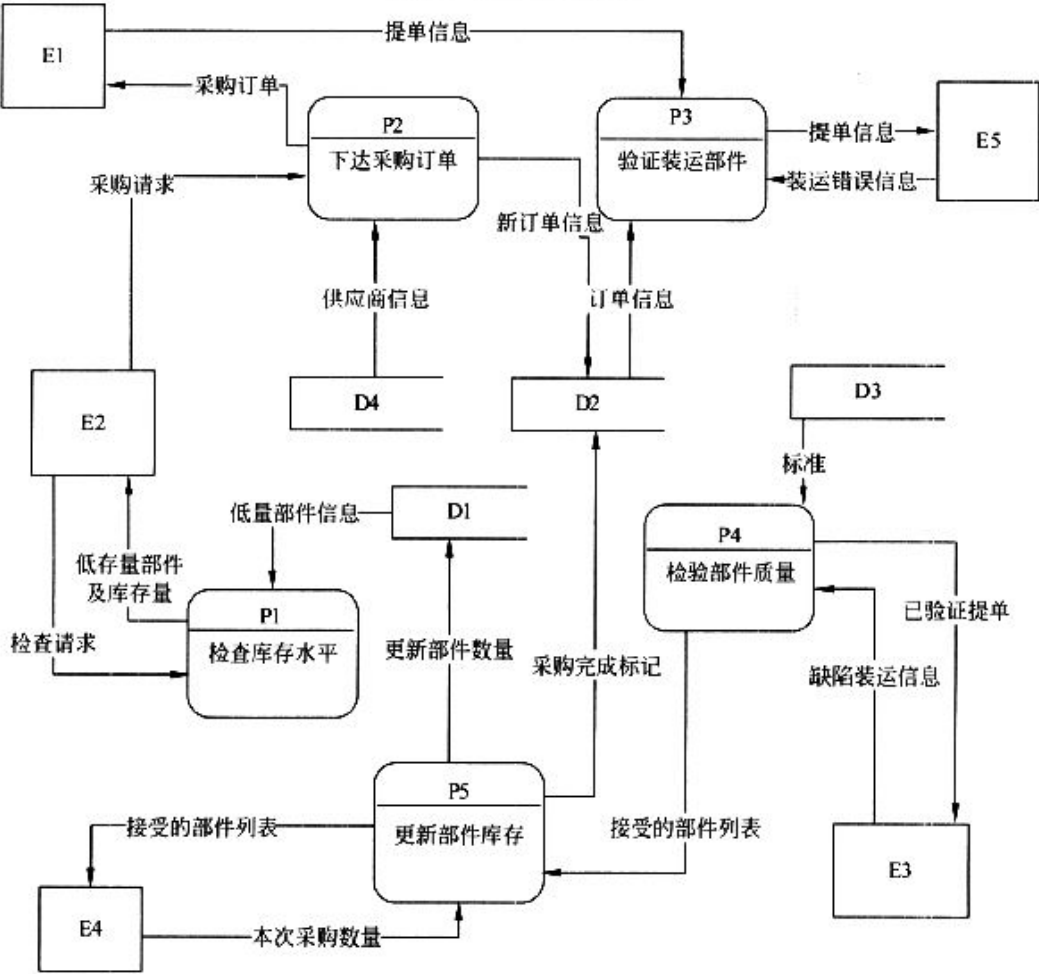 提单信息
E1
采购订单
P2
下达采购订单
P3
验证装运部件
提单信息
E5
装运错误信息
采购请求
新订单信息
供应商信息
订单信息
E2
D4
D2
D3
标准
低量部件信息
D1
P4
检验部件质量
低存量部件
及库存量
P1
检查库存水平
检查请求
更新部件数量
采购完成标记
已验证提单
缺陷装运信息
P5
更新部件库存
接受的部件列表
接受的部件列表
E3
E4
本次采购数量